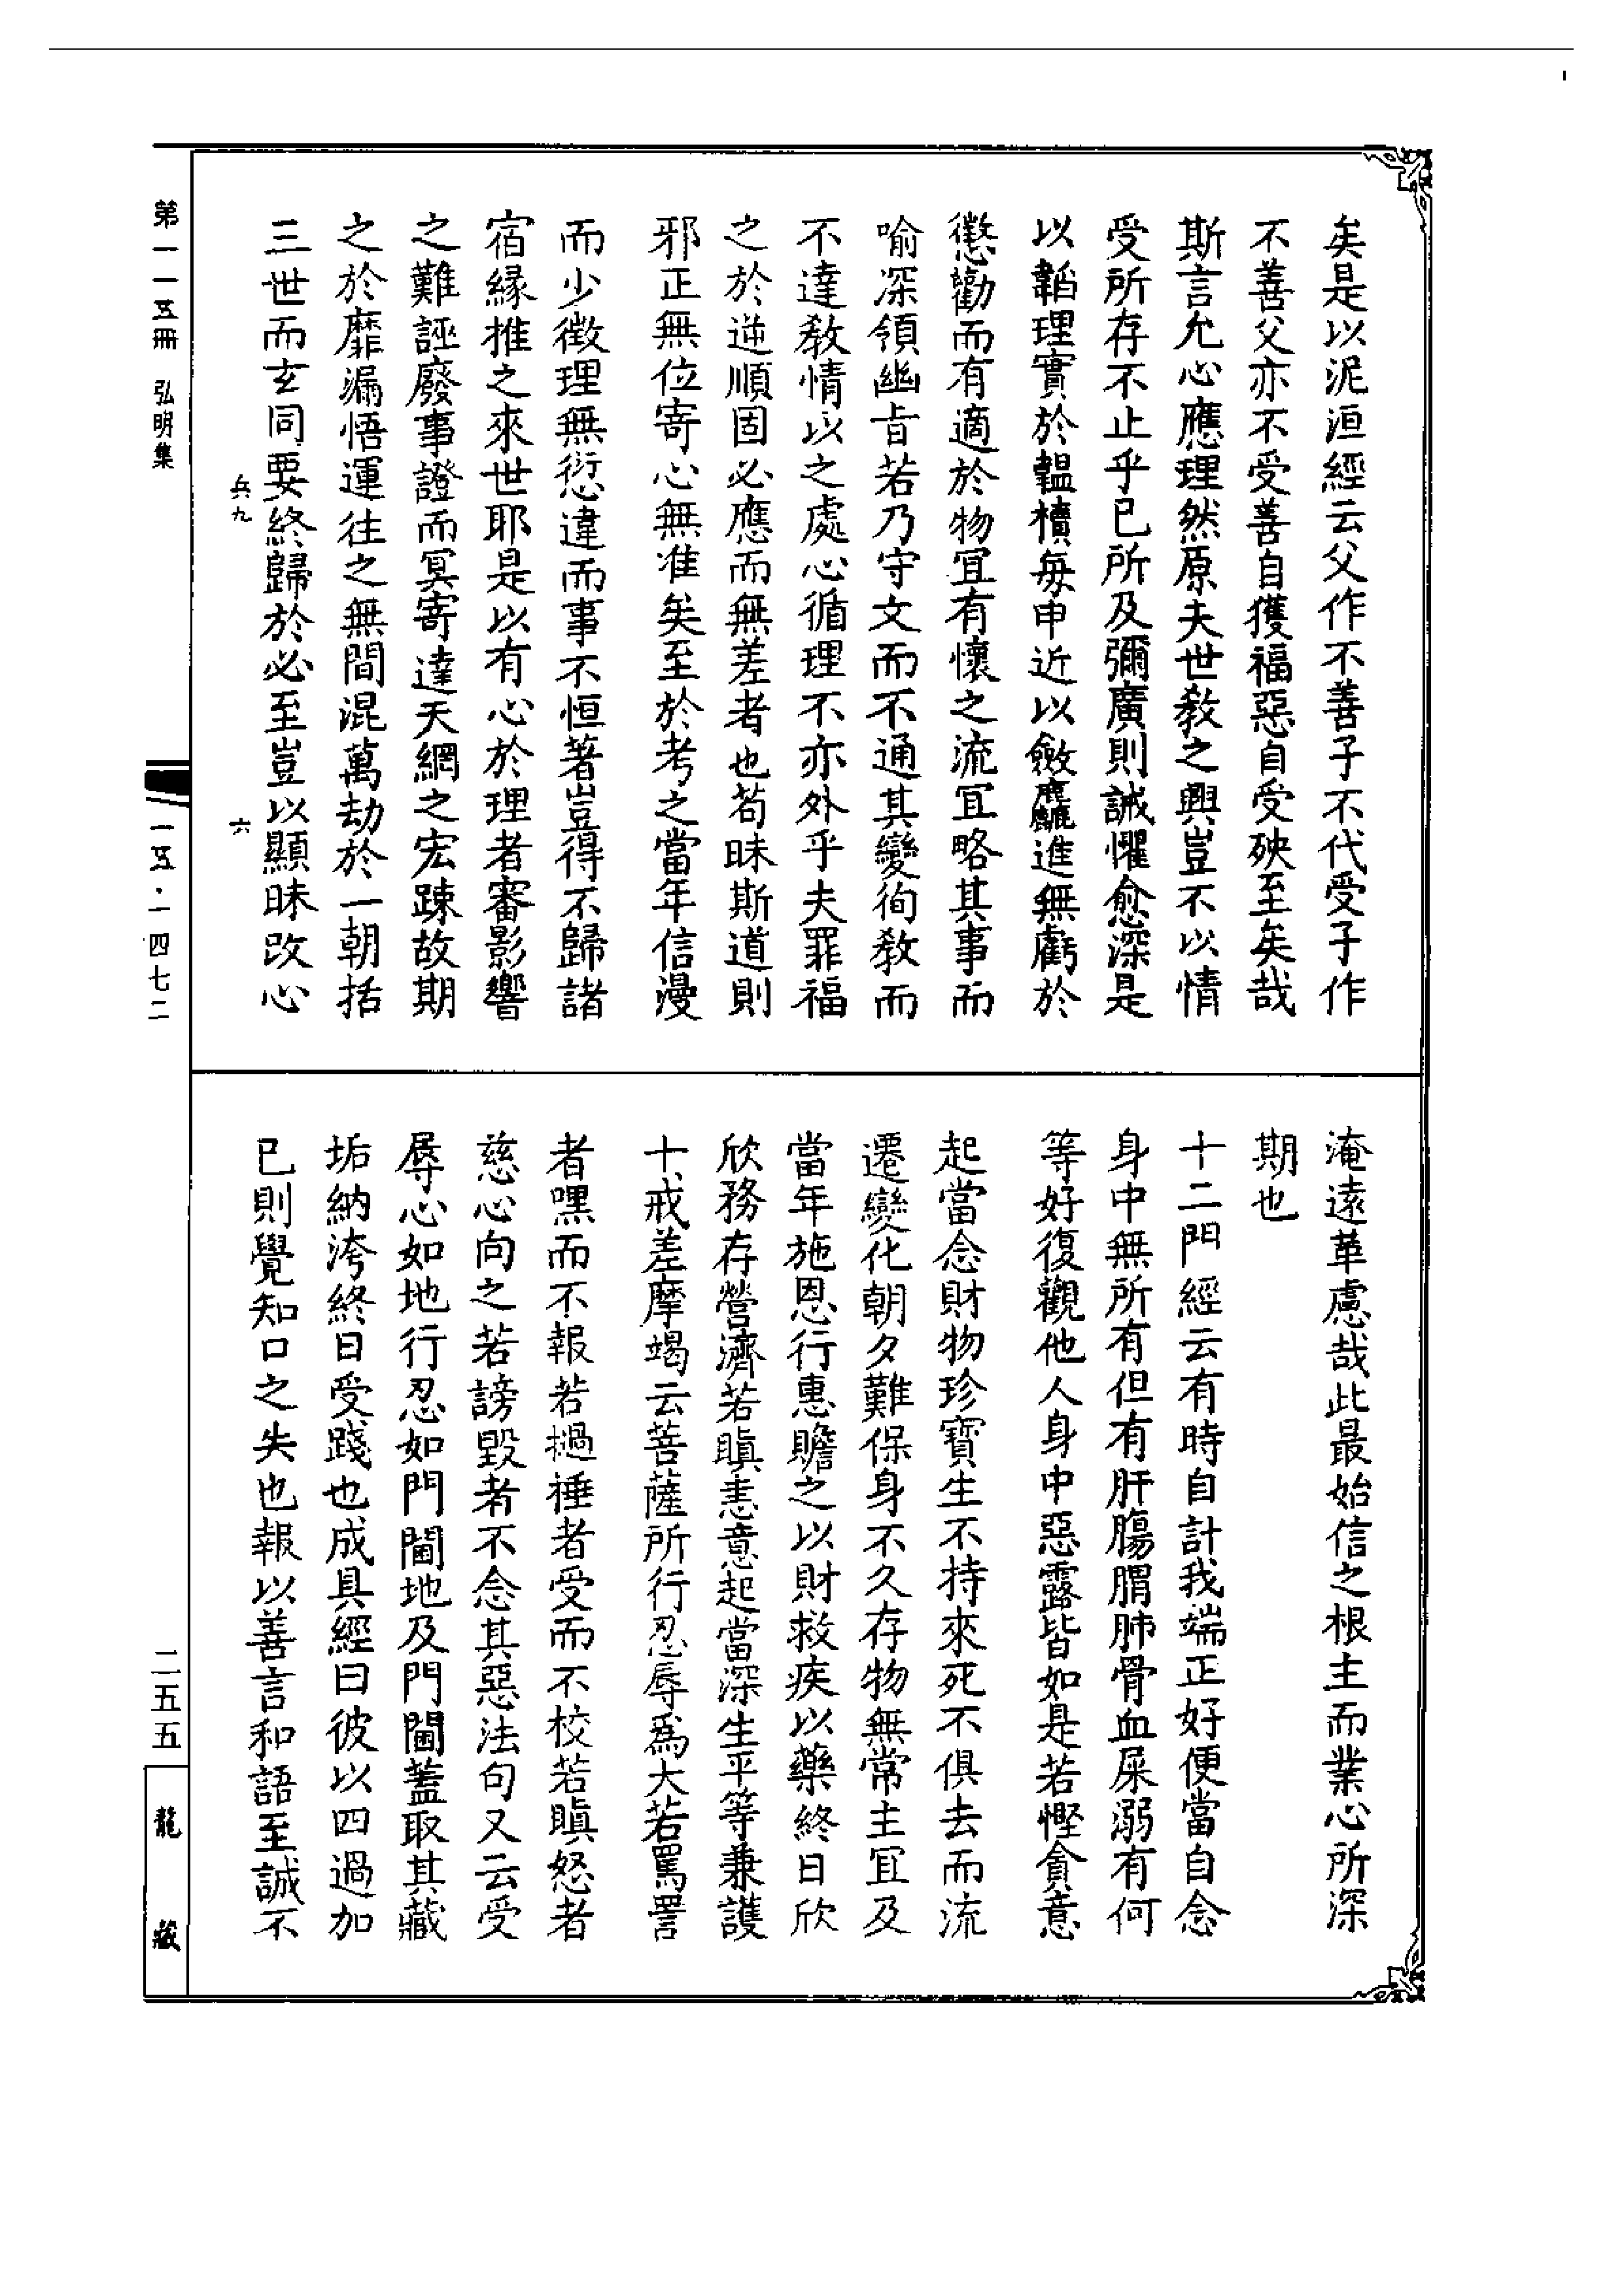 矣是以泥洹經云父作不善子不代受子作
不善父亦不受善自獲福惡自受殃至矣哉
斯言允心應理然原夫世教之興豈不以情
受所存不止乎已所及彌廣則誡懼愈深是
以韜理實於韞櫝每申近以斂麤進無虧於
懲勸而有適於物冝有懷之流冝略其事而
喻深領幽旨若乃守文而不通其變徇教而
不達教情以之處心循理不亦外乎夫罪福
之於逆順固必應而無差者也苟昧斯道則
邪正無位寄心無准矣至於考之當年信漫
而少徵理無愆違而事不恒著豈得不歸諸
宿緣推之來世耶是以有心於理者審影響
之難誣廢事證而冥寄達天網之宏踈故期
之於靡漏悟運往之無間混萬劫於一朝括
三世而玄同要終歸於必至豈以顯昧改心
兵九 六
淹遠革慮哉此最始信之根主而業心所深
期也
十二門經云有時自計我端正好便當自念
身中無所有但有肝腸胃肺骨血屎溺有何
等好復觀他人身中惡露皆如是若慳貪意
起當念財物珍寶生不持來死不俱去而流
遷變化朝夕難保身不久存物無常主冝及
當年施恩行惠贍之以財救疾以藥終日欣
欣務存營濟若瞋恚意起當深生平等兼護
十戒差摩竭云菩薩所行忍辱爲大若罵詈
者嘿而不報若撾捶者受而不校若瞋怒者
慈心向之若謗毀者不念其惡法句又云受
辱心如地行忍如門閫地及門閫蓋取其藏
垢納洿終日受踐也成具經曰彼以四過加
已則覺知口之失也報以善言和語至誠不
第一一五冊 弘明集
一五·一四七二
二五五
龍藏